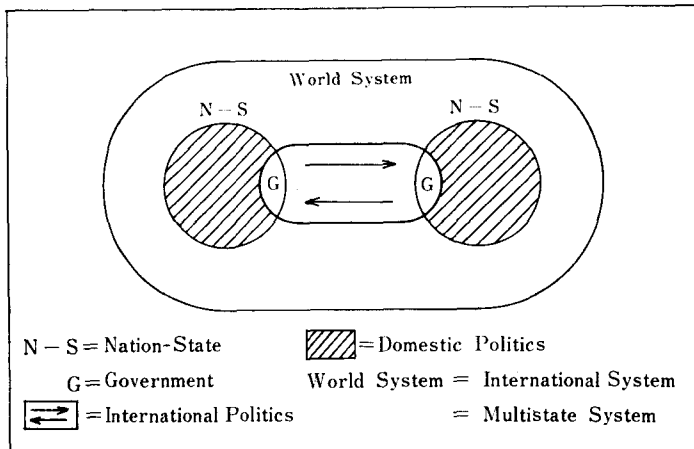 World System
N – S
N – S
G
G
N – S = Nation-State
= Domestic Politics
G = Government
World System = International System
= International Politics
= Multistate System